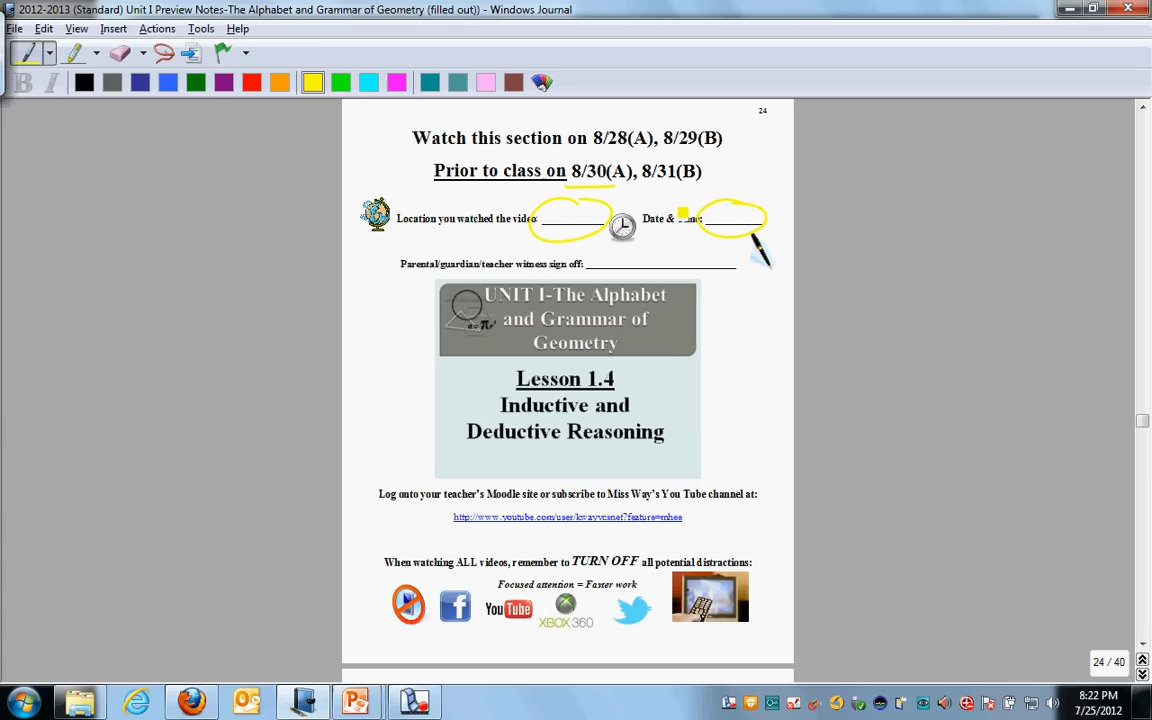 2012-2013 (Standard) Unit I Preview Notes-The Alphabet and Grammar of Geometry (filled out)) - Windows Journal
File Edit View Insert Actions Tools Help
B I
24
Watch this section on 8/28(A), 8/29(B)
Prior to class on 8/30(A), 8/31(B)
Location you watched the video: __________ Date & Time: __________
Parental/guardian/teacher witness sign off: __________________________
UNIT I-The Alphabet
and Grammar of
Geometry
Lesson 1.4
Inductive and
Deductive Reasoning
Log onto your teacher's Moodle site or subscribe to Miss Way's You Tube channel at:
http://www.youtube.com/user/kwayvcsnet?feature=mhee
When watching ALL videos, remember to TURN OFF all potential distractions:
Focused attention = Faster work
f
YouTube
XBOX 360
24 / 40
8:22 PM
7/25/2012